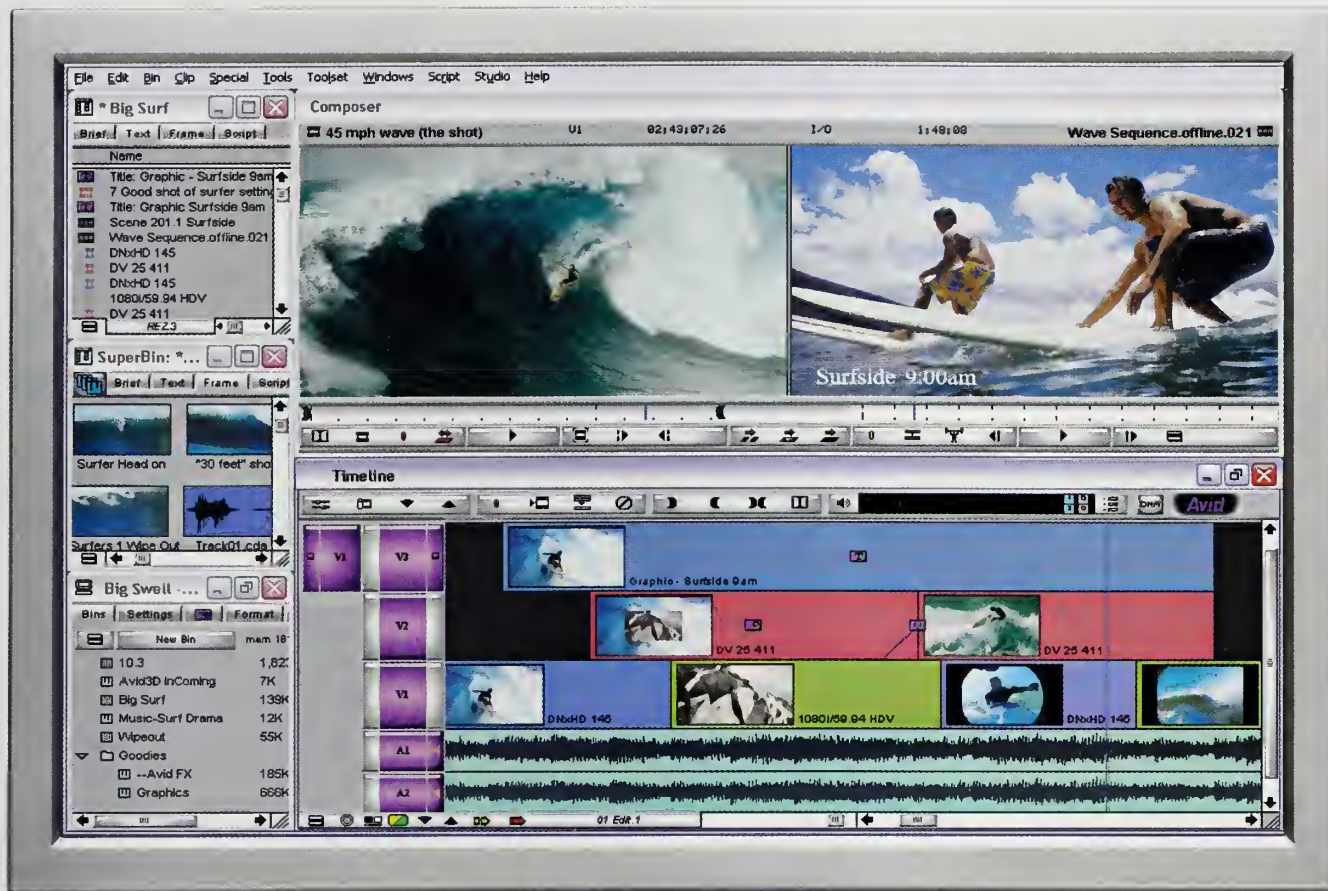 File Edit Bin Clip Special Tools Toolset Windows Script Studio Help
* Big Surf
Brief Text Frame Script
Name
Title: Graphic - Surfside 9am
7 Good shot of surfer setting
Title: Graphic Surfside 9am
Scene 201.1 Surfside
Wave Sequence.offline.021
DNxHD 145
DV 25 411
DNxHD 145
1080i/59.94 HDV
DV 25 411
REZ3
SuperBin: *...
Brief Text Frame Script
Surfer Head on
"30 feet" sho
Surfers 1 Wipe Out
Track01.cda
Big Swell -...
Bins Settings Format
New Bin
mem 18
10.3 1,82
Avid3D InComing 7K
Big Surf 139K
Music-Surf Drama 12K
Wipeout 55K
Goodies
--Avid FX 185K
Graphics 666K
Composer
45 mph wave (the shot) V1 02;43;07;26 I/O 1;48;08 Wave Sequence.offline.021
Surfside 9:00am
Timeline
Avid
V1 V3
Graphic - Surfside 9am
V2
DV 25 411
DV 25 411
V1
DNxHD 145
1080i/59.94 HDV
DNxHD 145
A1
A2
01 Edit.1